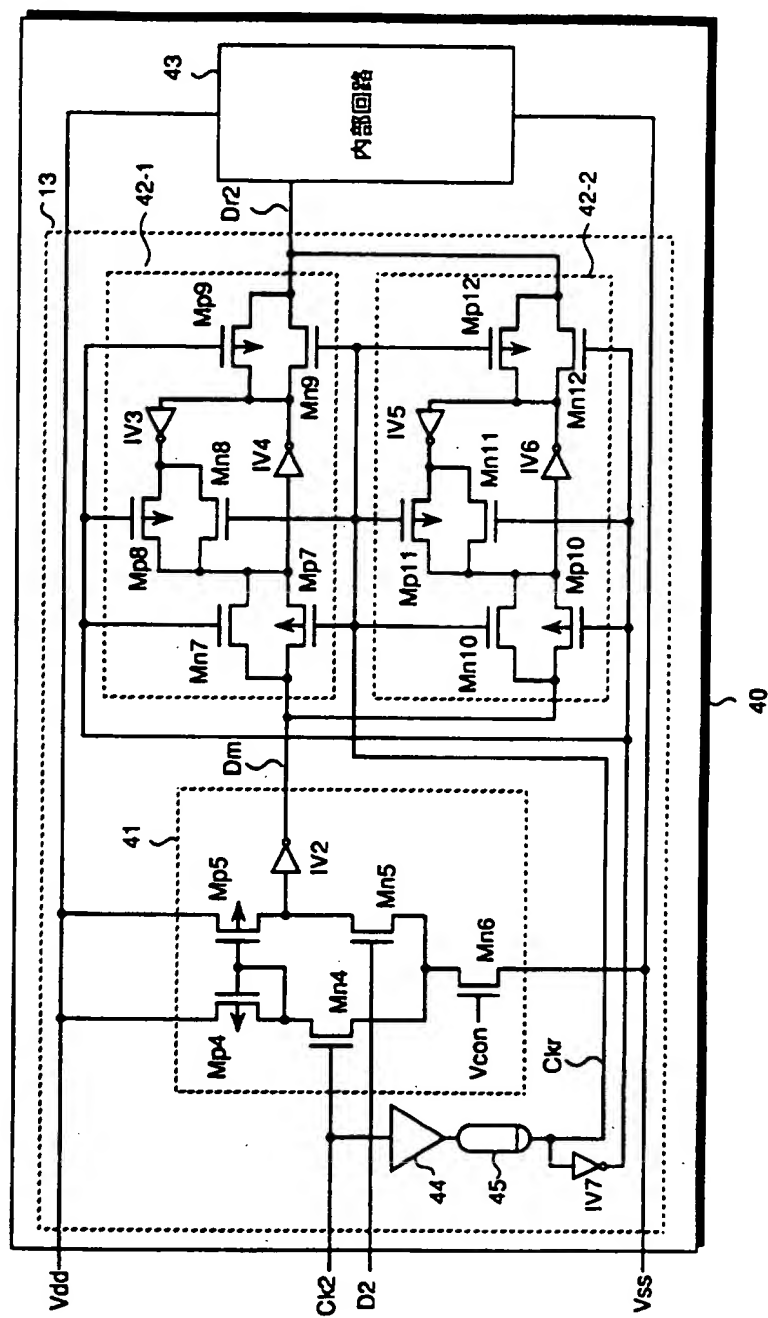 13
43
42-1
Dr2
内部回路
42-2
Mp9
Mn9
IV3
Mn8
Mp8
IV4
Mp7
Mn7
Mp12
Mn12
IV5
Mn11
Mp11
IV6
Mp10
Mn10
Dm
41
Mp5
Mp4
IV2
Mn5
Mn4
Mn6
Vcon
Ckr
44
45
IV7
Vdd
Ck2
D2
Vss
40